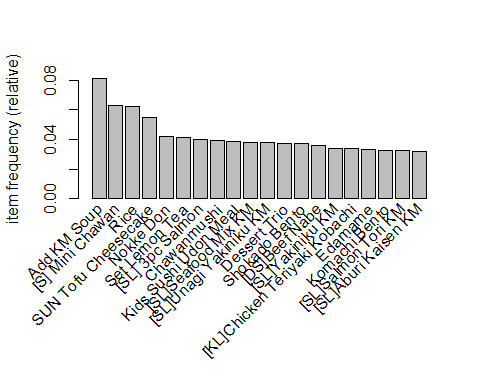 item frequency (relative)
0.00
0.04
0.08
Add KM Soup
[S] Mini Chawan
Rice
SUN Tofu Cheesecake
Nokke Don
Set Lemon Tea
[SL]3pc Salmon
Chawanmushi
Kids Sushi Udon Meal
[SL]Seafood Mix KM
[SL]Unagi Yakiniku KM
Dessert Trio
Shokado Bento
[DS]Beef Nabe
[SL]Yakiniku KM
[KL]Chicken Teriyaki Kobachi
Edamame
Komachi Bento
[SL]Salmon Tori KM
[SL]Aburi Kaisen KM